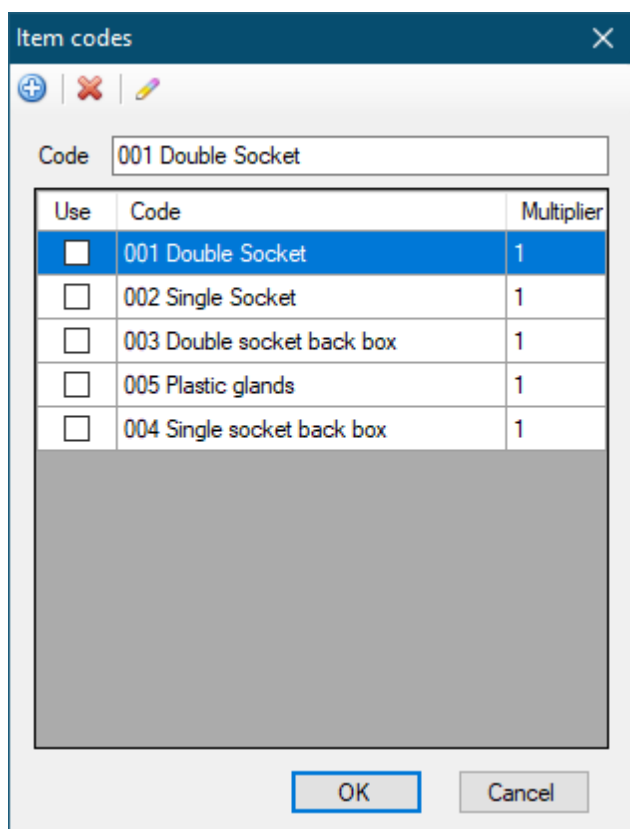 Item codes
Code 001 Double Socket
Use Code Multiplier
001 Double Socket 1
002 Single Socket 1
003 Double socket back box 1
005 Plastic glands 1
004 Single socket back box 1
OK Cancel